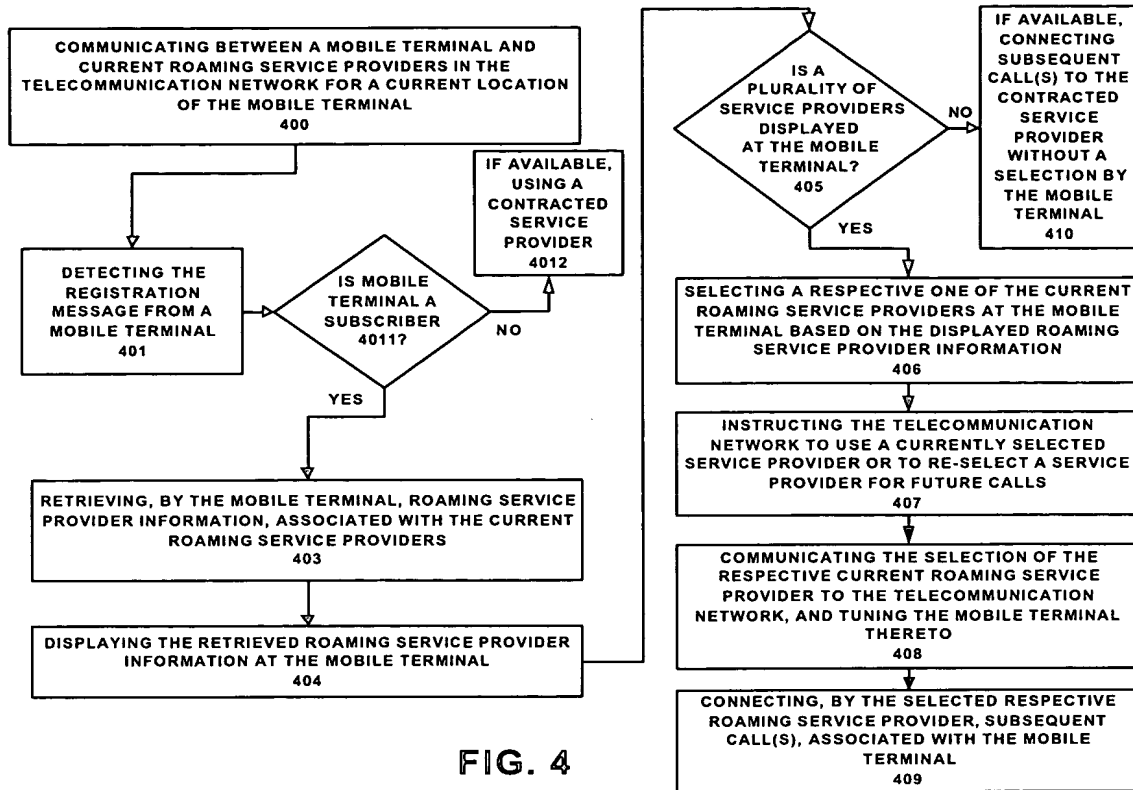 COMMUNICATING BETWEEN A MOBILE TERMINAL AND
CURRENT ROAMING SERVICE PROVIDERS IN THE
TELECOMMUNICATION NETWORK FOR A CURRENT LOCATION
OF THE MOBILE TERMINAL
400
DETECTING THE
REGISTRATION
MESSAGE FROM A
MOBILE TERMINAL
401
IS MOBILE
TERMINAL A
SUBSCRIBER
4011?
NO
IF AVAILABLE,
USING A
CONTRACTED
SERVICE
PROVIDER
4012
YES
RETRIEVING, BY THE MOBILE TERMINAL, ROAMING SERVICE
PROVIDER INFORMATION, ASSOCIATED WITH THE CURRENT
ROAMING SERVICE PROVIDERS
403
DISPLAYING THE RETRIEVED ROAMING SERVICE PROVIDER
INFORMATION AT THE MOBILE TERMINAL
404
IS A
PLURALITY OF
SERVICE PROVIDERS
DISPLAYED
AT THE MOBILE
TERMINAL?
405
NO
IF AVAILABLE,
CONNECTING
SUBSEQUENT
CALL(S) TO THE
CONTRACTED
SERVICE
PROVIDER
WITHOUT A
SELECTION BY
THE MOBILE
TERMINAL
410
YES
SELECTING A RESPECTIVE ONE OF THE CURRENT
ROAMING SERVICE PROVIDERS AT THE MOBILE
TERMINAL BASED ON THE DISPLAYED ROAMING
SERVICE PROVIDER INFORMATION
406
INSTRUCTING THE TELECOMMUNICATION
NETWORK TO USE A CURRENTLY SELECTED
SERVICE PROVIDER OR TO RE-SELECT A SERVICE
PROVIDER FOR FUTURE CALLS
407
COMMUNICATING THE SELECTION OF THE
RESPECTIVE CURRENT ROAMING SERVICE
PROVIDER TO THE TELECOMMUNICATION
NETWORK, AND TUNING THE MOBILE TERMINAL
THERETO
408
CONNECTING, BY THE SELECTED RESPECTIVE
ROAMING SERVICE PROVIDER, SUBSEQUENT
CALL(S), ASSOCIATED WITH THE MOBILE
TERMINAL
409
FIG. 4